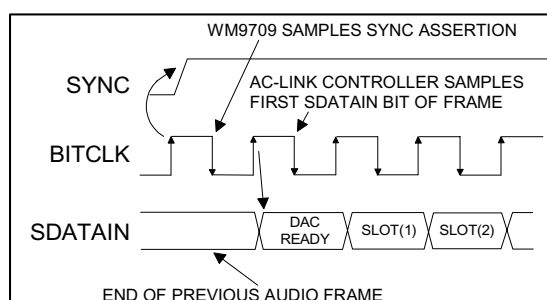 WM9709 SAMPLES SYNC ASSERTION
SYNC
AC-LINK CONTROLLER SAMPLES
FIRST SDATAIN BIT OF FRAME
BITCLK
SDATAIN
DAC
READY
SLOT(1)
SLOT(2)
END OF PREVIOUS AUDIO FRAME